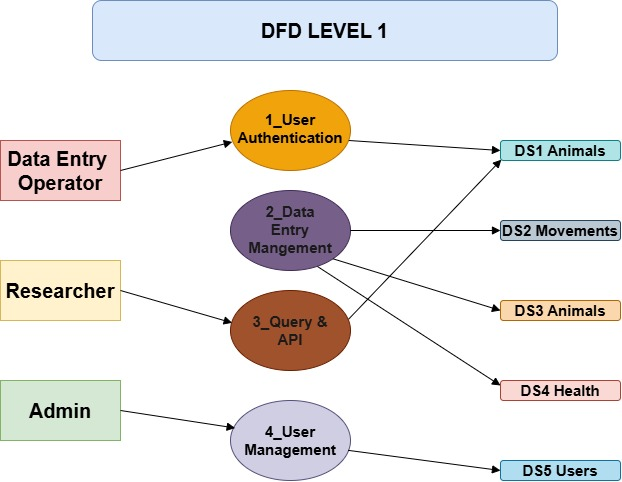 DFD LEVEL 1
1_User
Authentication
Data Entry
Operator
DS1 Animals
2_Data
Entry
Mangement
DS2 Movements
Researcher
3_Query &
API
DS3 Animals
Admin
DS4 Health
4_User
Management
DS5 Users